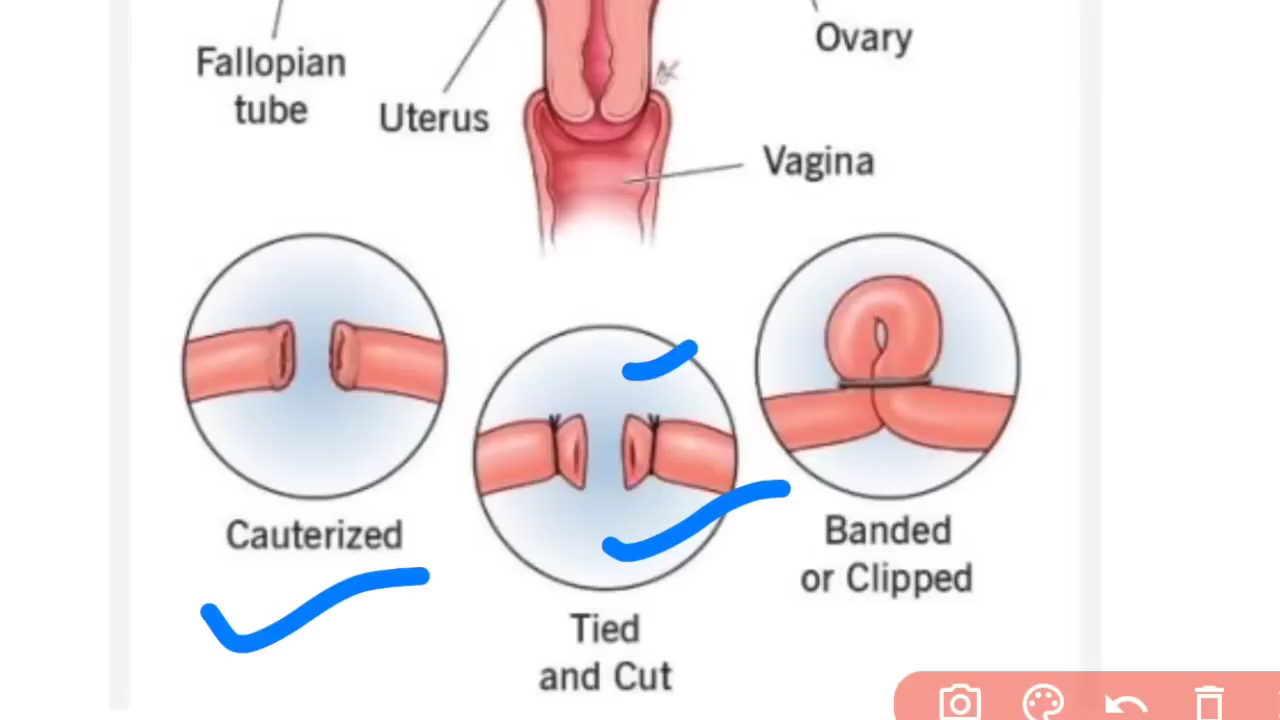 Fallopian
tube
Uterus
Ovary
Vagina
Cauterized
Tied
and Cut
Banded
or Clipped